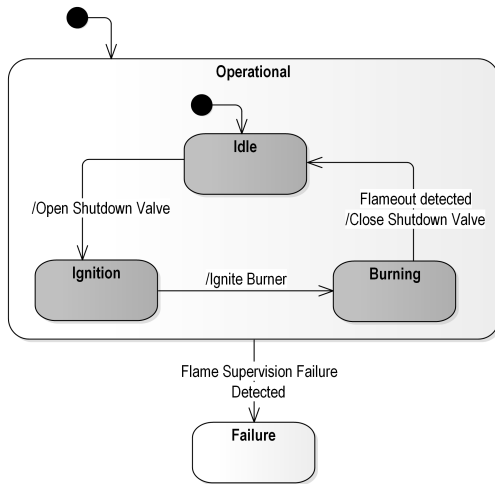 Operational
Idle
/Open Shutdown Valve
Flameout detected
/Close Shutdown Valve
Ignition
/Ignite Burner
Burning
Flame Supervision Failure
Detected
Failure